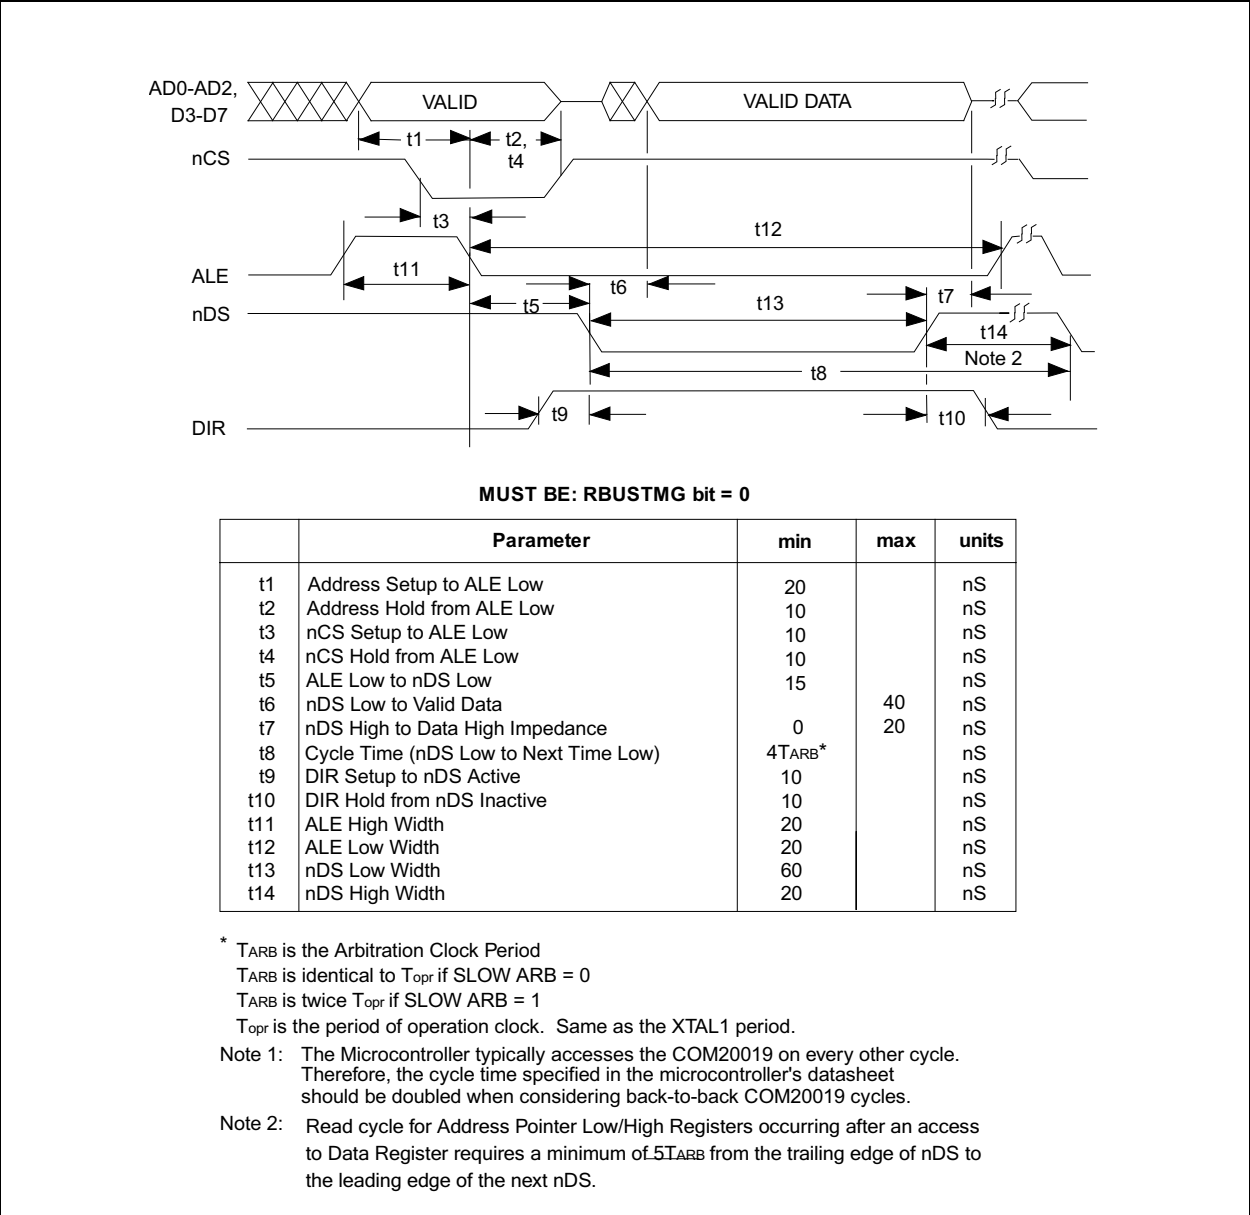 AD0-AD2,
D3-D7
VALID
VALID DATA
t1
t2,
t4
nCS
t3
t12
ALE
t11
t6
t7
nDS
t5
t13
t14
Note 2
t8
t9
t10
DIR
MUST BE: RBUSTMG bit = 0
Parameter min max units
t1 Address Setup to ALE Low 20 nS
t2 Address Hold from ALE Low 10 nS
t3 nCS Setup to ALE Low 10 nS
t4 nCS Hold from ALE Low 10 nS
t5 ALE Low to nDS Low 15 nS
t6 nDS Low to Valid Data 40 nS
t7 nDS High to Data High Impedance 0 20 nS
t8 Cycle Time (nDS Low to Next Time Low) 4TARB* nS
t9 DIR Setup to nDS Active 10 nS
t10 DIR Hold from nDS Inactive 10 nS
t11 ALE High Width 20 nS
t12 ALE Low Width 20 nS
t13 nDS Low Width 60 nS
t14 nDS High Width 20 nS
* TARB is the Arbitration Clock Period
TARB is identical to Topr if SLOW ARB = 0
TARB is twice Topr if SLOW ARB = 1
Topr is the period of operation clock. Same as the XTAL1 period.
Note 1: The Microcontroller typically accesses the COM20019 on every other cycle.
Therefore, the cycle time specified in the microcontroller's datasheet
should be doubled when considering back-to-back COM20019 cycles.
Note 2: Read cycle for Address Pointer Low/High Registers occurring after an access
to Data Register requires a minimum of 5TARB from the trailing edge of nDS to
the leading edge of the next nDS.